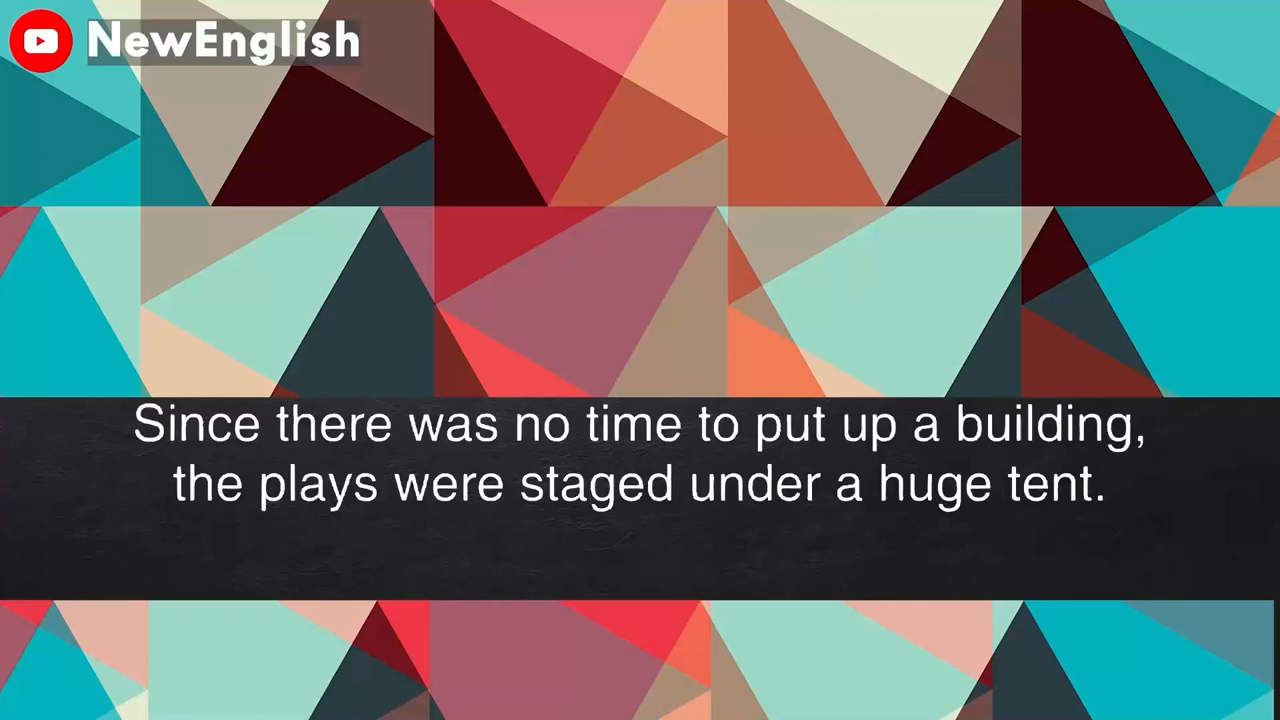 NewEnglish
Since there was no time to put up a building,
the plays were staged under a huge tent.